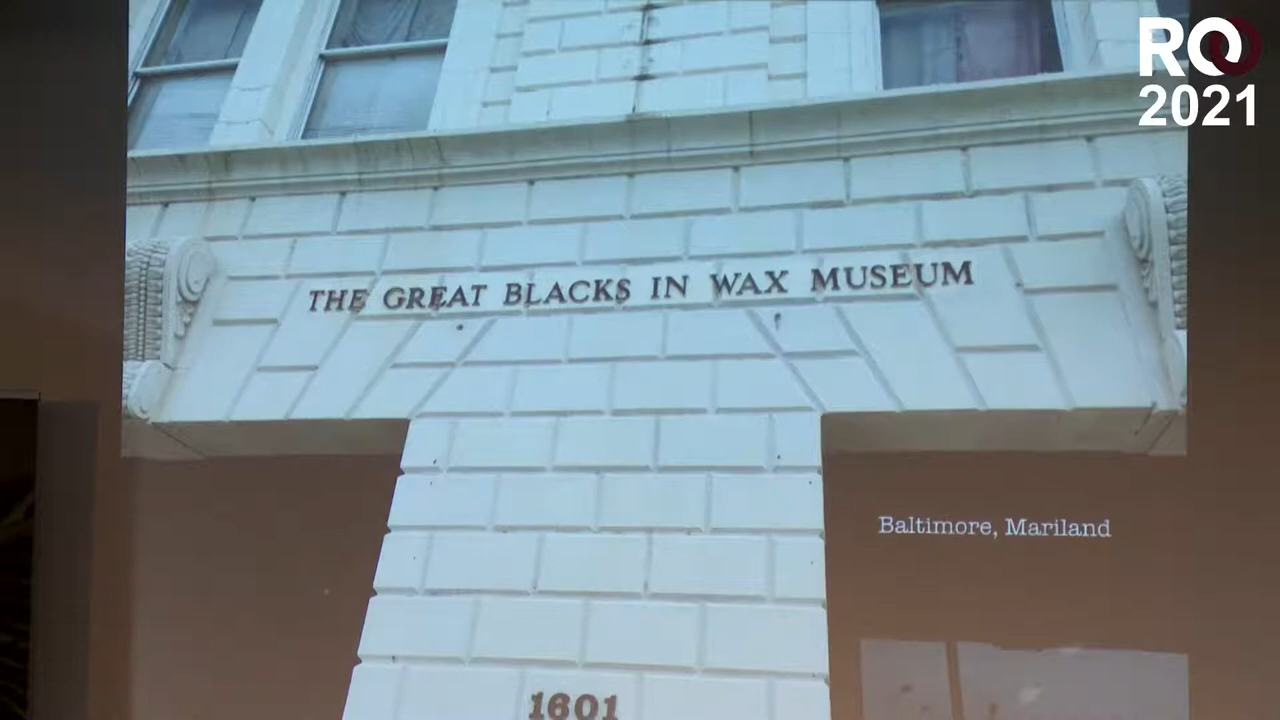 RO
2021
THE GREAT BLACKS IN WAX MUSEUM
Baltimore, Mariland
1601